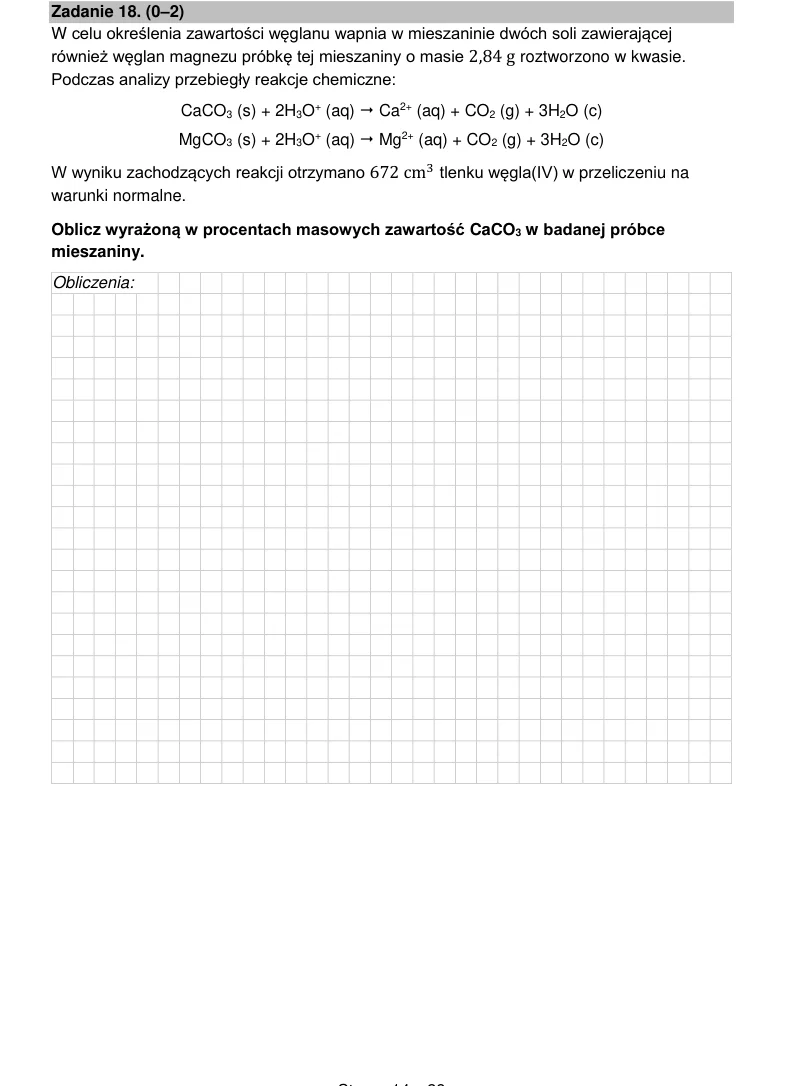 Zadanie 18. (0–2)
W celu określenia zawartości węglanu wapnia w mieszaninie dwóch soli zawierającej
również węglan magnezu próbkę tej mieszaniny o masie 2,84 g roztworzono w kwasie.
Podczas analizy przebiegły reakcje chemiczne:
CaCO₃ (s) + 2H₃O⁺ (aq) → Ca²⁺ (aq) + CO₂ (g) + 3H₂O (c)
MgCO₃ (s) + 2H₃O⁺ (aq) → Mg²⁺ (aq) + CO₂ (g) + 3H₂O (c)
W wyniku zachodzących reakcji otrzymano 672 cm³ tlenku węgla(IV) w przeliczeniu na
warunki normalne.
Oblicz wyrażoną w procentach masowych zawartość CaCO₃ w badanej próbce
mieszaniny.
Obliczenia: